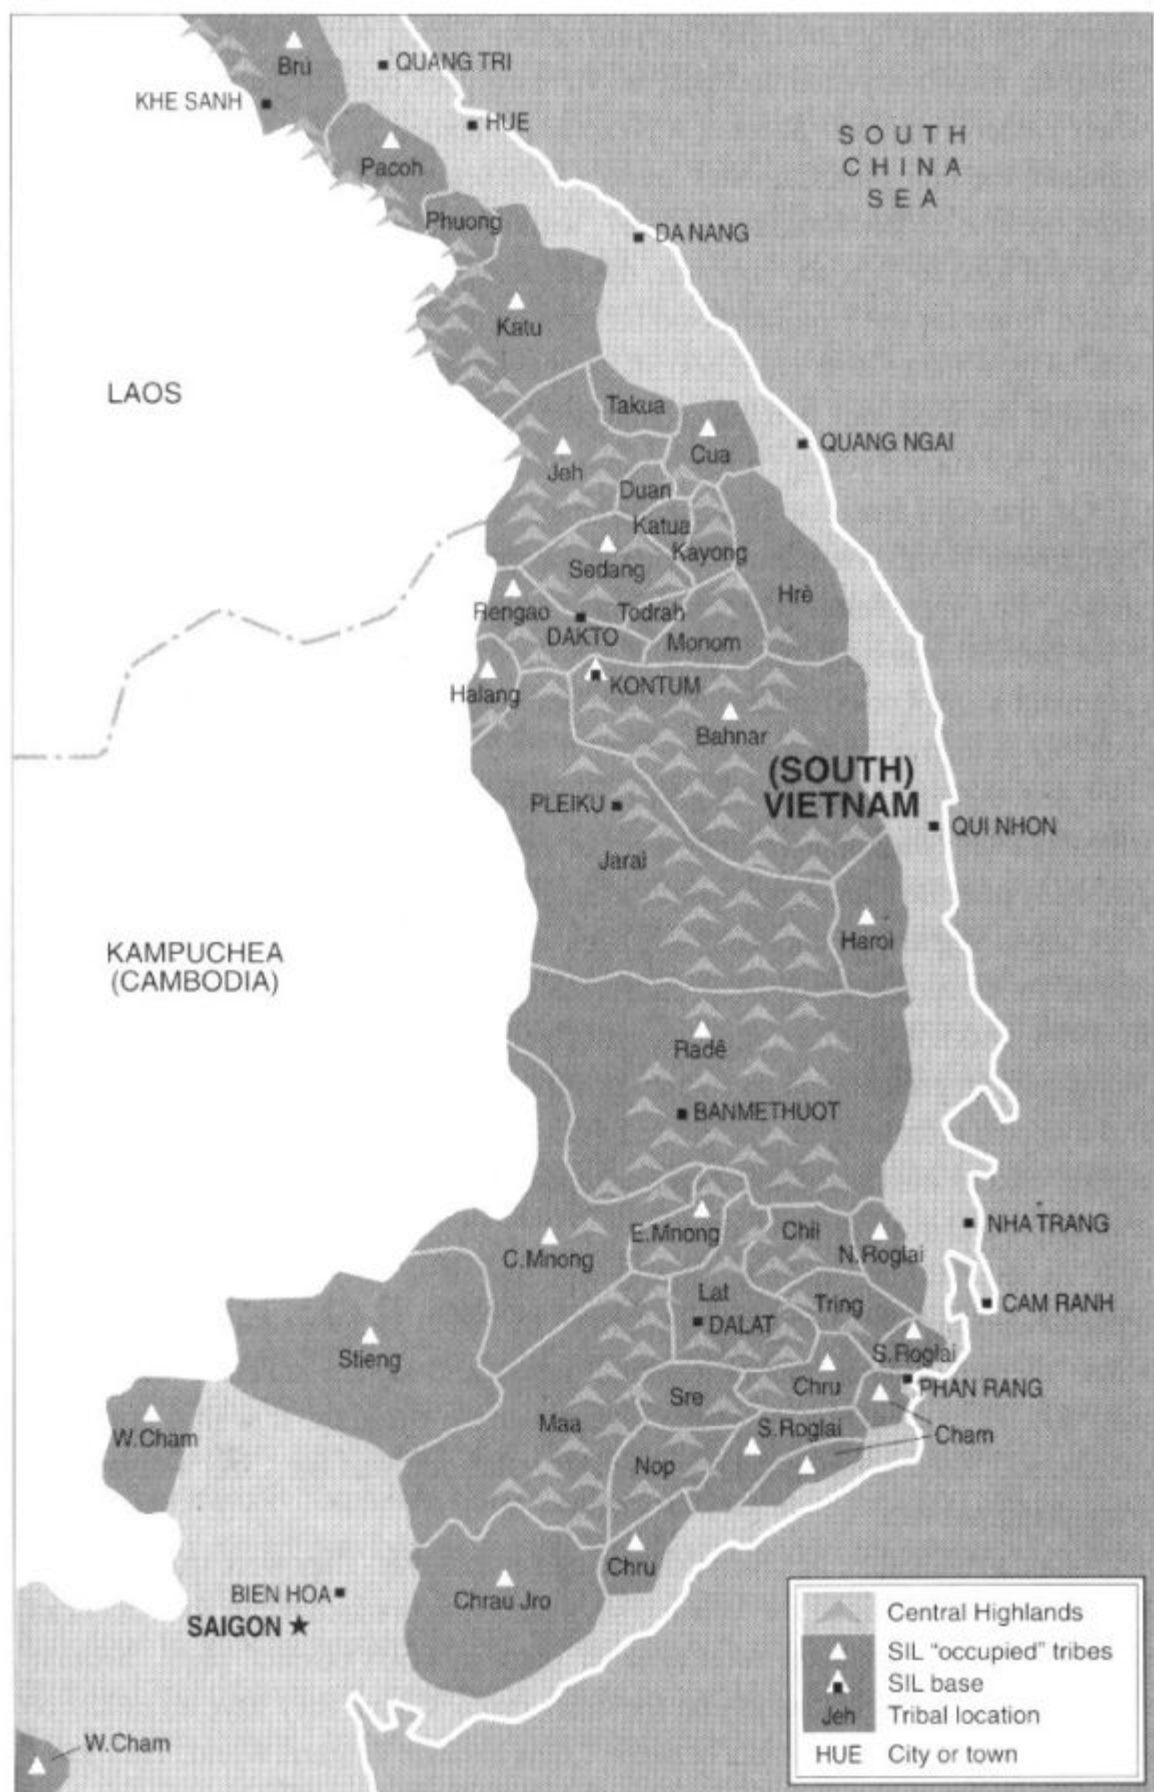 Bru
QUANG TRI
KHE SANH
HUE
SOUTH
CHINA
SEA
Pacoh
Phuong
DA NANG
Katu
LAOS
Takua
Cua
QUANG NGAI
Jeh
Duan
Katua
Kayong
Sedang
Hrê
Rengao
Todrah
DAKTO
Monom
Halang
KONTUM
Bahnar
(SOUTH)
VIETNAM
PLEIKU
QUI NHON
Jarai
KAMPUCHEA
(CAMBODIA)
Haroi
Radê
BANMETHUOT
E.Mnong
Chil
NHA TRANG
C.Mnong
N.Roglai
Lat
Tring
CAM RANH
DALAT
Stieng
S.Roglai
Sre
Chru
PHAN RANG
Maa
S.Roglai
Cham
W.Cham
Nop
Chru
BIEN HOA
Chrau Jro
SAIGON
W.Cham
Central Highlands
SIL "occupied" tribes
SIL base
Jeh Tribal location
HUE City or town